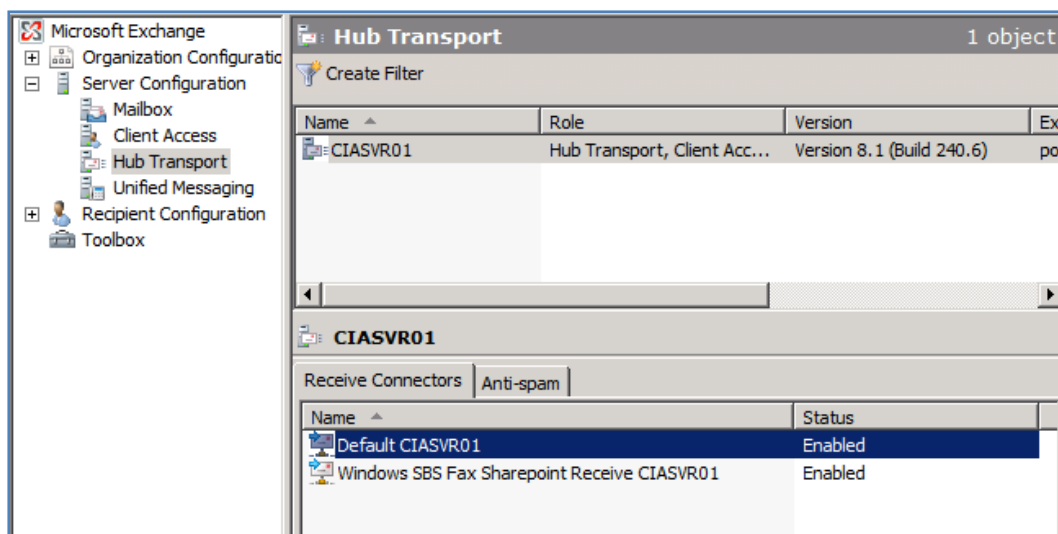 Microsoft Exchange
Organization Configuratic
Server Configuration
Mailbox
Client Access
Hub Transport
Unified Messaging
Recipient Configuration
Toolbox
Hub Transport 1 object
Create Filter
Name Role Version Ex
CIASVR01 Hub Transport, Client Acc... Version 8.1 (Build 240.6) po
CIASVR01
Receive Connectors Anti-spam
Name Status
Default CIASVR01 Enabled
Windows SBS Fax Sharepoint Receive CIASVR01 Enabled